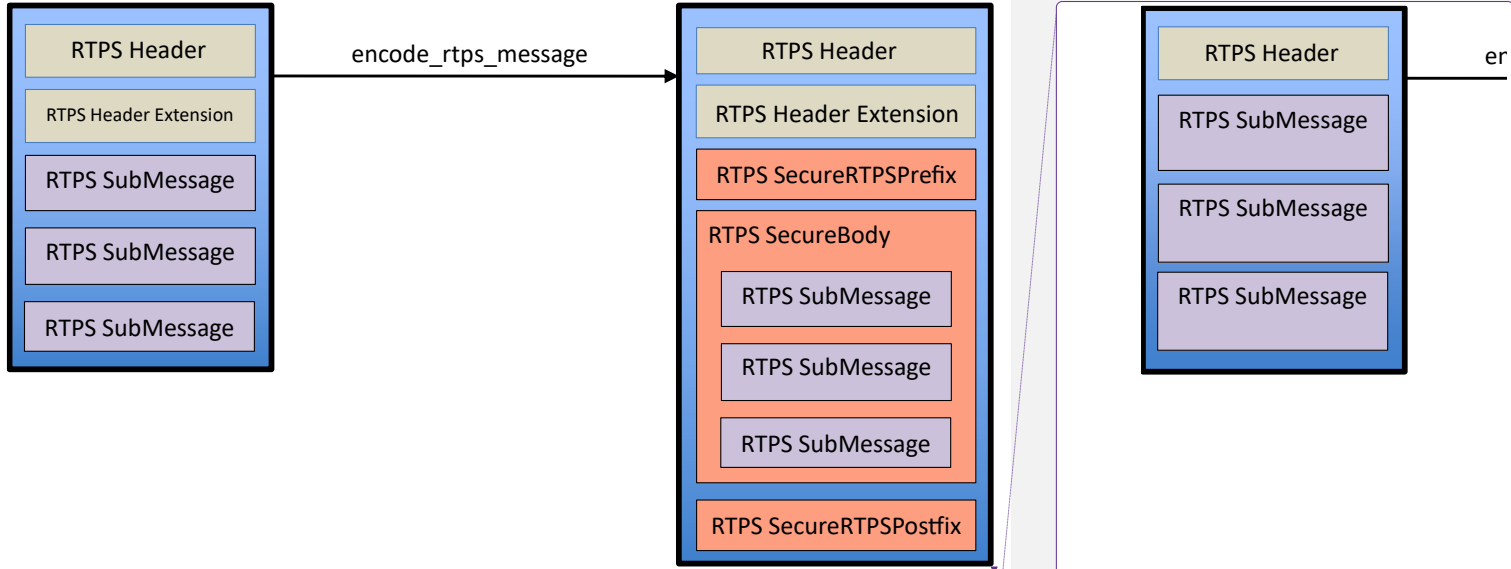 RTPS Header
RTPS Header Extension
RTPS SubMessage
RTPS SubMessage
RTPS SubMessage
encode_rtps_message
RTPS Header
RTPS Header Extension
RTPS SecureRTPSPrefix
RTPS SecureBody
RTPS SubMessage
RTPS SubMessage
RTPS SubMessage
RTPS SecureRTPSPostfix
RTPS Header
RTPS SubMessage
RTPS SubMessage
RTPS SubMessage